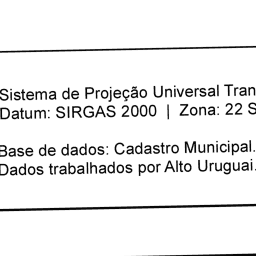 Sistema de Projeção Universal Tran
Datum: SIRGAS 2000 | Zona: 22 S
Base de dados: Cadastro Municipal.
Dados trabalhados por Alto Uruguai.